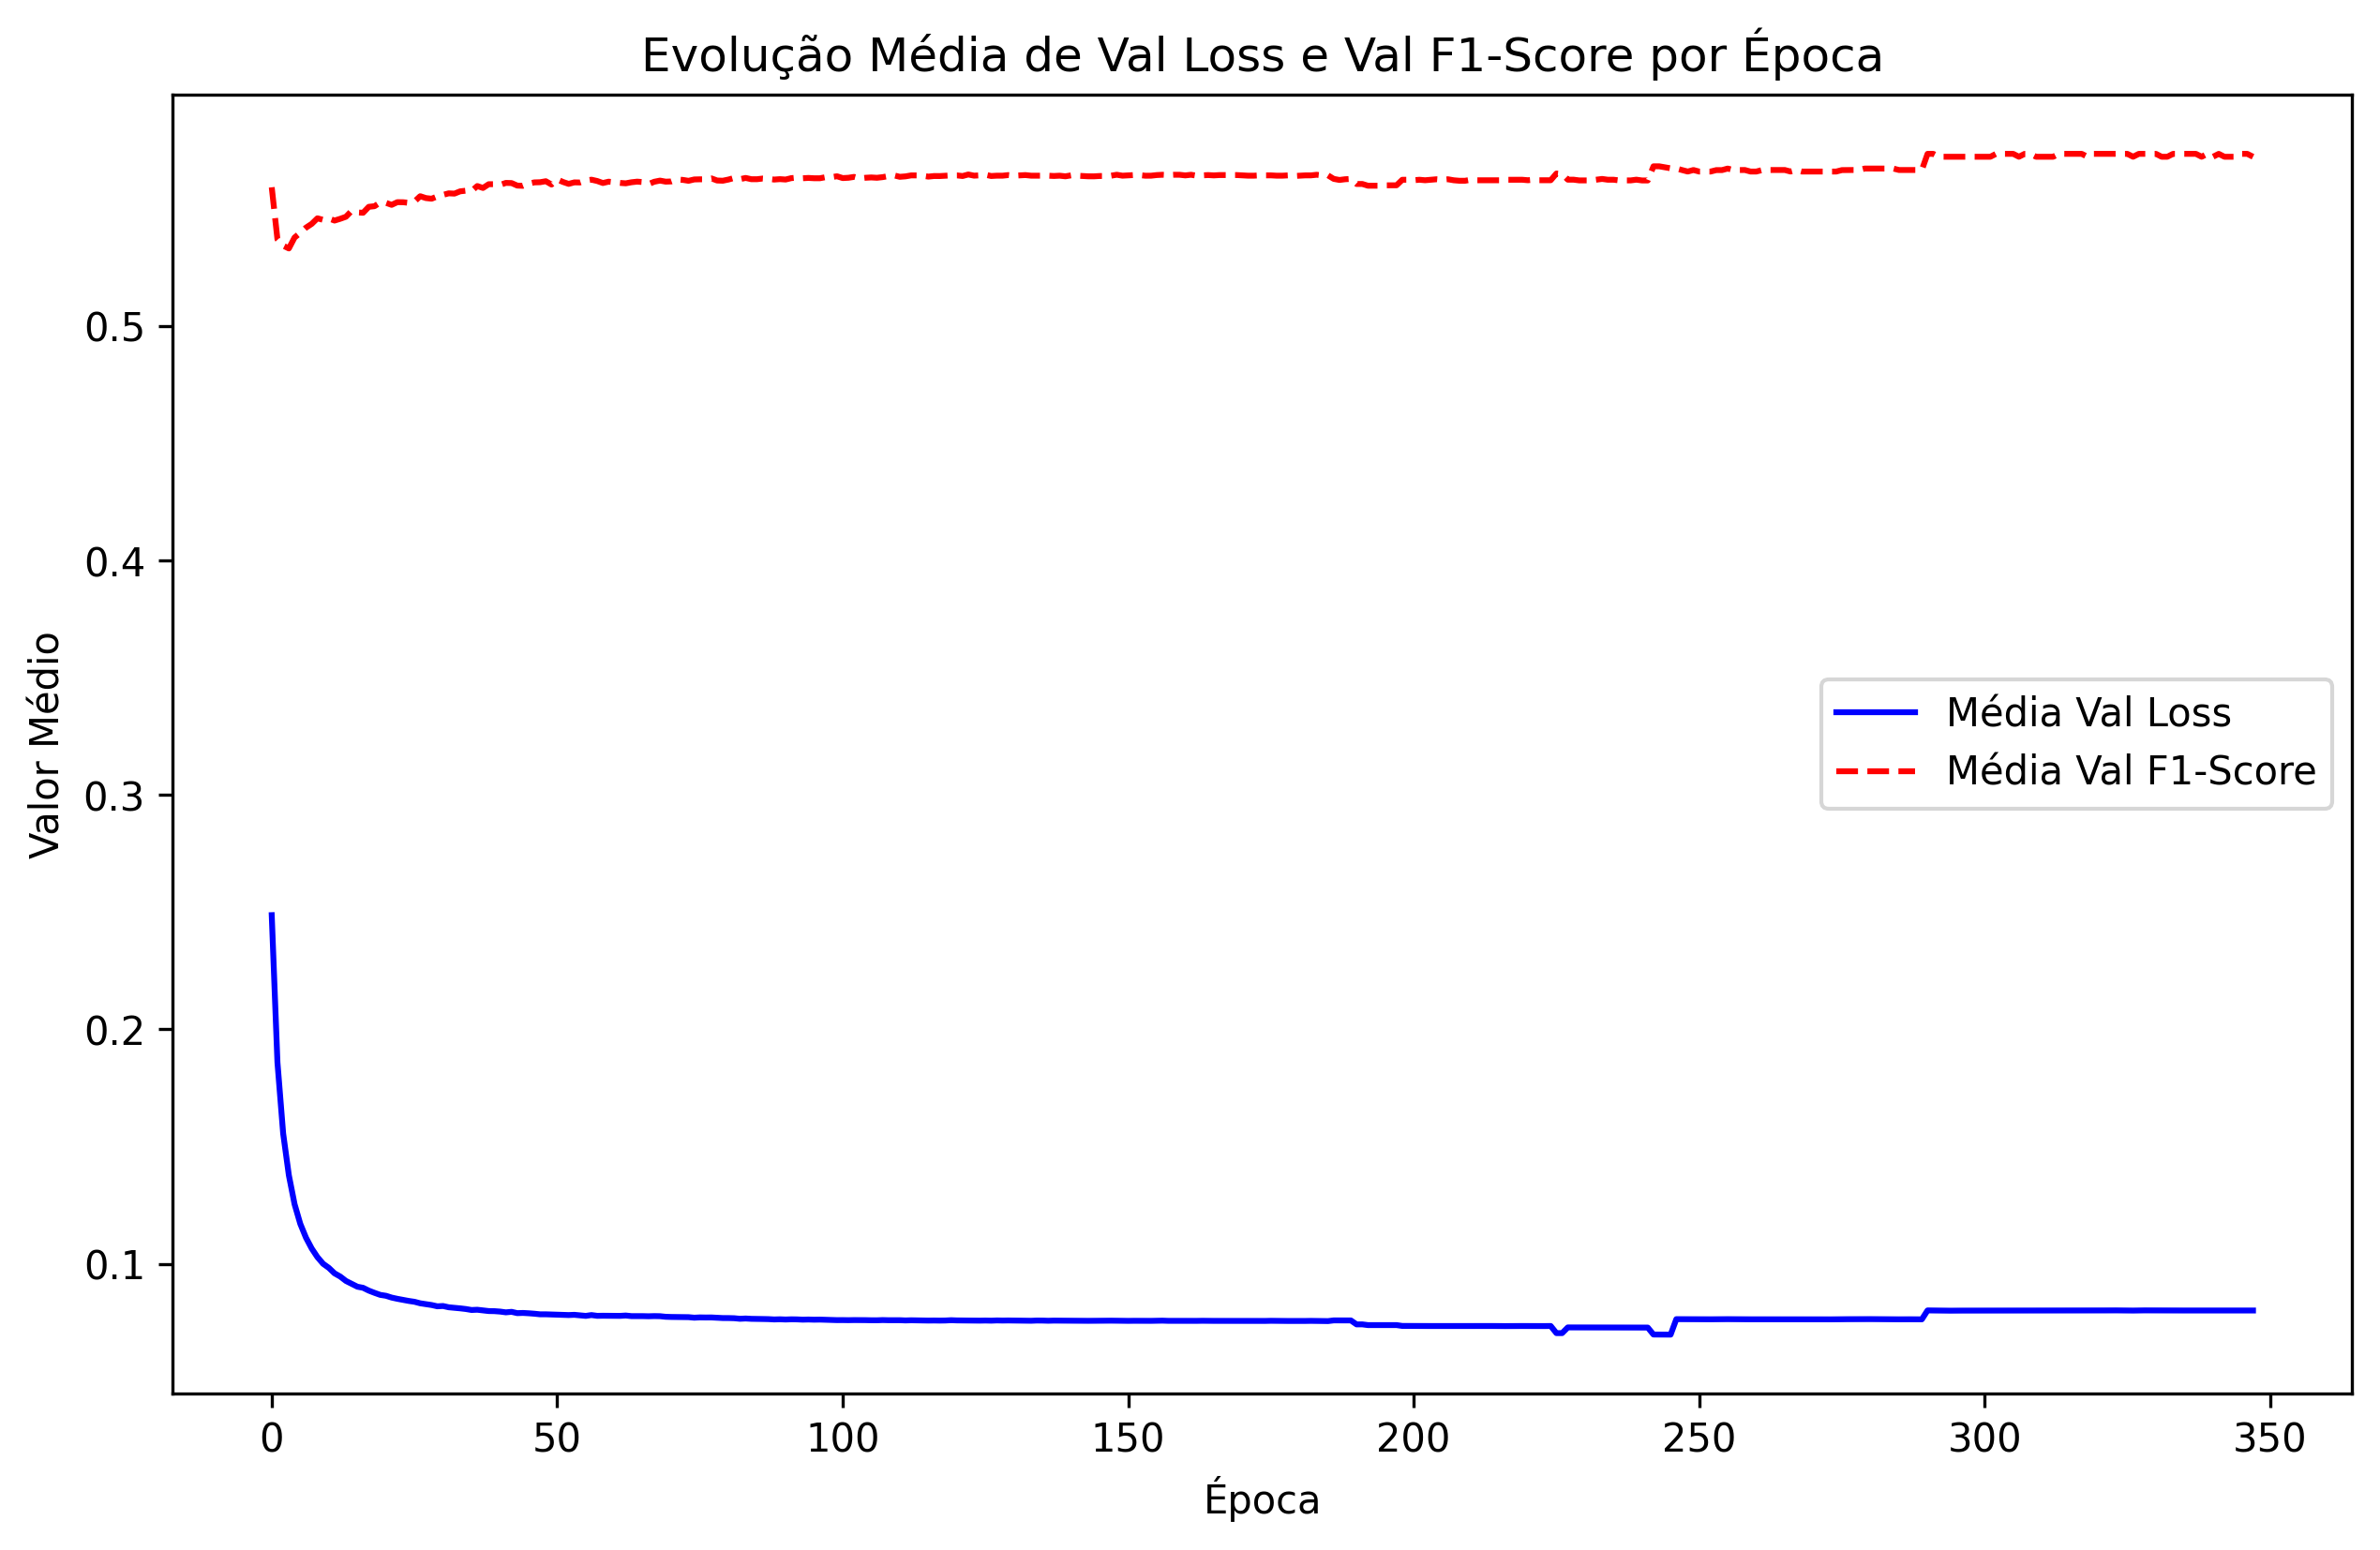 Evolução Média de Val Loss e Val F1-Score por Época
Valor Médio
0.5
0.4
0.3
0.2
0.1
Média Val Loss
Média Val F1-Score
0 50 100 150 200 250 300 350
Época